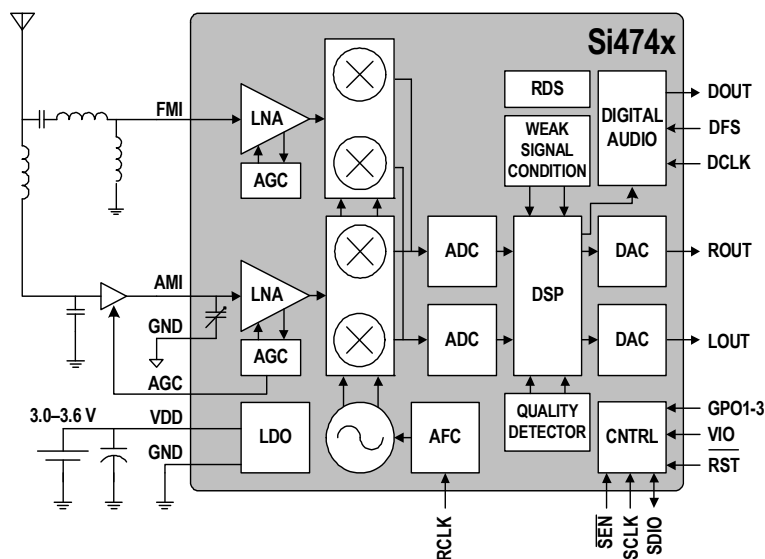 Si474x
RDS
DIGITAL
AUDIO
DOUT
DFS
DCLK
FMI
LNA
AGC
WEAK
SIGNAL
CONDITION
ADC
DSP
DAC
ROUT
AMI
LNA
GND
AGC
AGC
ADC
DAC
LOUT
3.0–3.6 V
VDD
GND
LDO
AFC
QUALITY
DETECTOR
CNTRL
GPO1-3
VIO
RST
RCLK
SEN
SCLK
SDIO